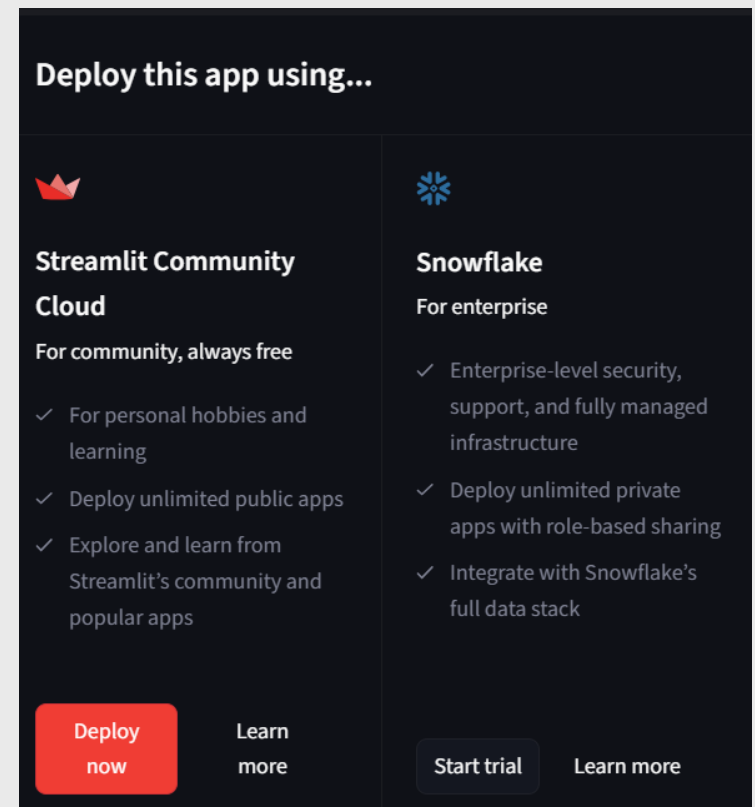 Deploy this app using...
Streamlit Community
Cloud
For community, always free
For personal hobbies and
learning
Deploy unlimited public apps
Explore and learn from
Streamlit’s community and
popular apps
Deploy
now
Learn
more
Snowflake
For enterprise
Enterprise-level security,
support, and fully managed
infrastructure
Deploy unlimited private
apps with role-based sharing
Integrate with Snowflake’s
full data stack
Start trial
Learn more